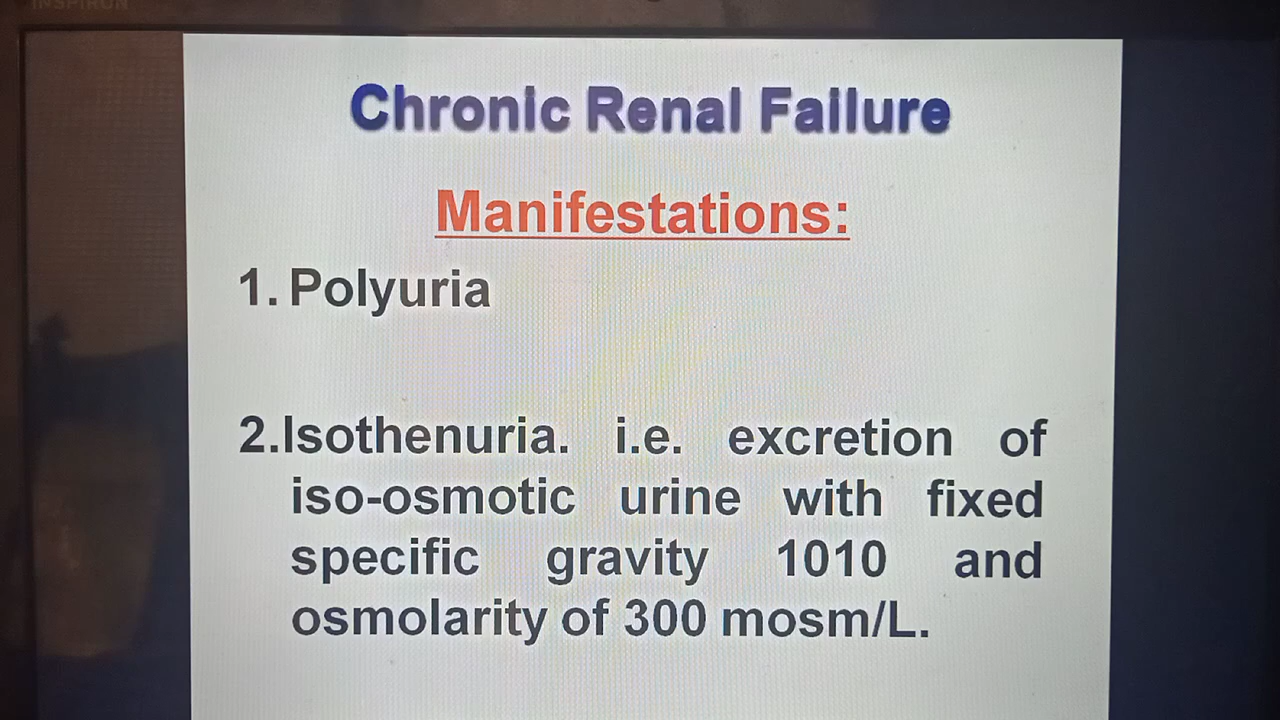 INSPIRON
Chronic Renal Failure
Manifestations:
1. Polyuria
2.Isothenuria. i.e. excretion of
iso-osmotic urine with fixed
specific gravity 1010 and
osmolarity of 300 mosm/L.